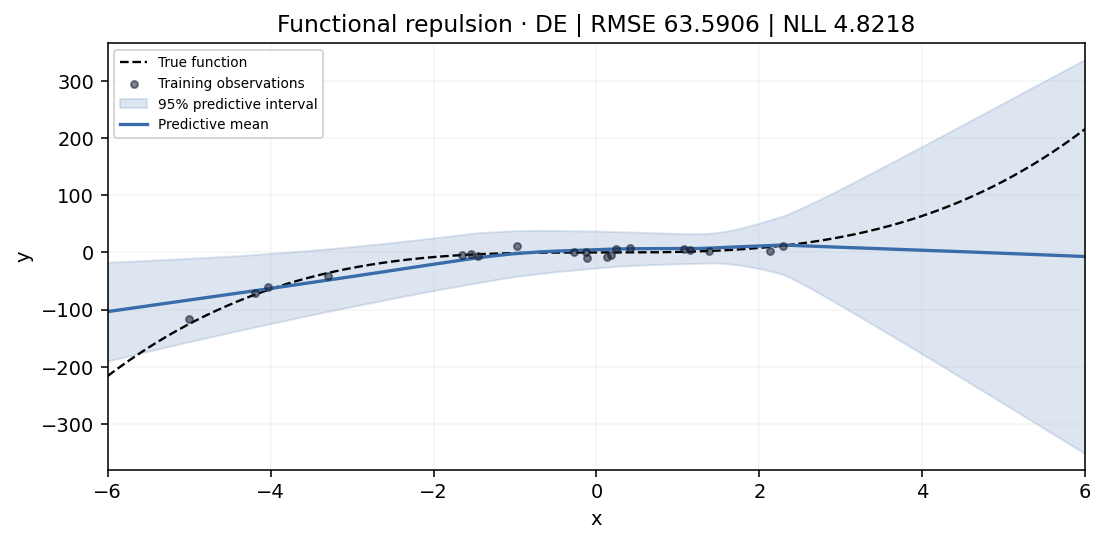 Functional repulsion · DE | RMSE 63.5906 | NLL 4.8218
True function
Training observations
95% predictive interval
Predictive mean
300
200
100
0
−100
−200
−300
y
−6
−4
−2
0
2
4
6
x